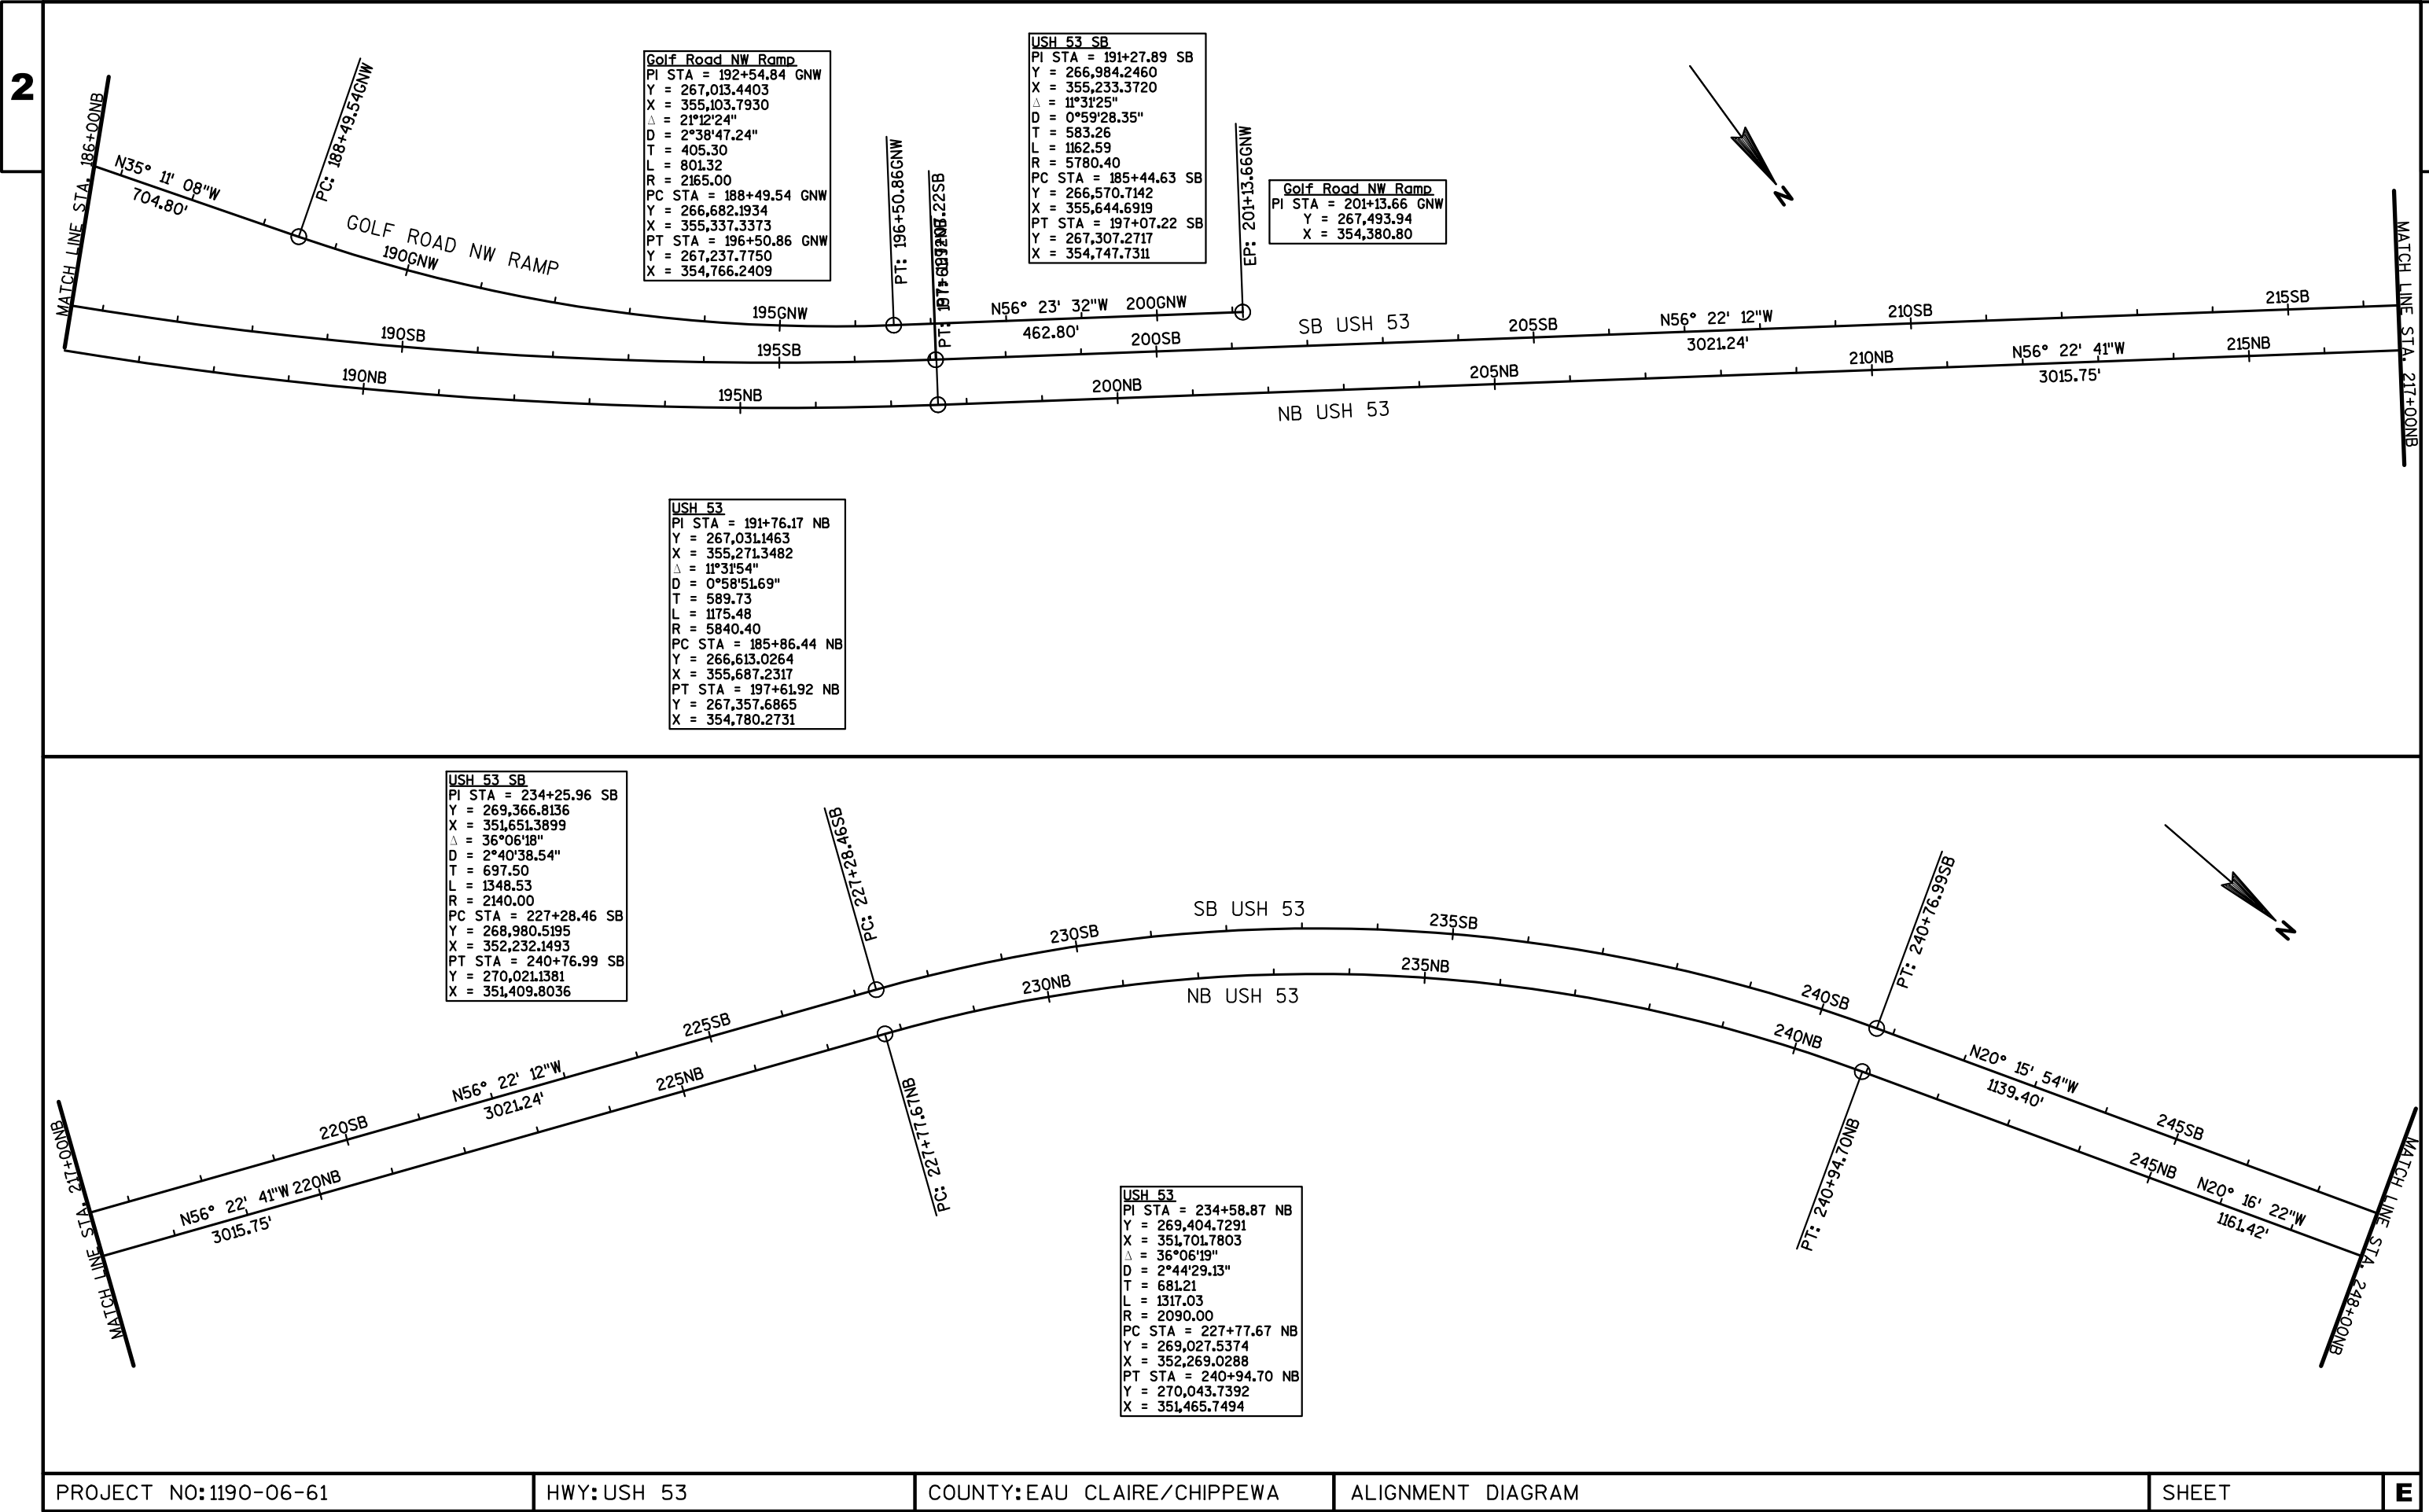 2
MATCH LINE STA. 186+00NB
N35° 11' 08"W
704.80'
PC: 188+49.54GNW
GOLF ROAD NW RAMP
190GNW
195GNW
Golf Road NW Ramp
PI STA = 192+54.84 GNW
Y = 267,013.4403
X = 355,103.7930
Δ = 21°12'24"
D = 2°38'47.24"
T = 405.30
L = 801.32
R = 2165.00
PC STA = 188+49.54 GNW
Y = 266,682.1934
X = 355,337.3373
PT STA = 196+50.86 GNW
Y = 267,237.7750
X = 354,766.2409
PT: 196+50.86GNW
USH 53 SB
PI STA = 191+27.89 SB
Y = 266,984.2460
X = 355,233.3720
Δ = 11°31'25"
D = 0°59'28.35"
T = 583.26
L = 1162.59
R = 5780.40
PC STA = 185+44.63 SB
Y = 266,570.7142
X = 355,644.6919
PT STA = 197+07.22 SB
Y = 267,307.2717
X = 354,747.7311
EP: 201+13.66GNW
Golf Road NW Ramp
PI STA = 201+13.66 GNW
Y = 267,493.94
X = 354,380.80
N
N56° 23' 32"W
200GNW
462.80'
190SB
195SB
200SB
SB USH 53
205SB
N56° 22' 12"W
3021.24'
210SB
215SB
190NB
195NB
200NB
NB USH 53
205NB
210NB
N56° 22' 41"W
3015.75'
215NB
MATCH LINE STA. 217+00NB
USH 53
PI STA = 191+76.17 NB
Y = 267,031.1463
X = 355,271.3482
Δ = 11°31'54"
D = 0°58'51.69"
T = 589.73
L = 1175.48
R = 5840.40
PC STA = 185+86.44 NB
Y = 266,613.0264
X = 355,687.2317
PT STA = 197+61.92 NB
Y = 267,357.6865
X = 354,780.2731
USH 53 SB
PI STA = 234+25.96 SB
Y = 269,366.8136
X = 351,651.3899
Δ = 36°06'18"
D = 2°40'38.54"
T = 697.50
L = 1348.53
R = 2140.00
PC STA = 227+28.46 SB
Y = 268,980.5195
X = 352,232.1493
PT STA = 240+76.99 SB
Y = 270,021.1381
X = 351,409.8036
PC: 227+28.46SB
SB USH 53
230SB
235SB
240SB
PT: 240+76.99SB
N
MATCH LINE STA. 217+00NB
220SB
N56° 22' 12"W
3021.24'
225SB
N56° 22' 41"W
3015.75'
220NB
225NB
PC: 227+77.67NB
230NB
NB USH 53
235NB
240NB
PT: 240+94.70NB
N20° 15' 54"W
1139.40'
245SB
245NB
N20° 16' 22"W
1161.42'
MATCH LINE STA. 248+00NB
USH 53
PI STA = 234+58.87 NB
Y = 269,404.7291
X = 351,701.7803
Δ = 36°06'19"
D = 2°44'29.13"
T = 681.21
L = 1317.03
R = 2090.00
PC STA = 227+77.67 NB
Y = 269,027.5374
X = 352,269.0288
PT STA = 240+94.70 NB
Y = 270,043.7392
X = 351,465.7494
PROJECT NO:1190-06-61
HWY:USH 53
COUNTY:EAU CLAIRE/CHIPPEWA
ALIGNMENT DIAGRAM
SHEET
E